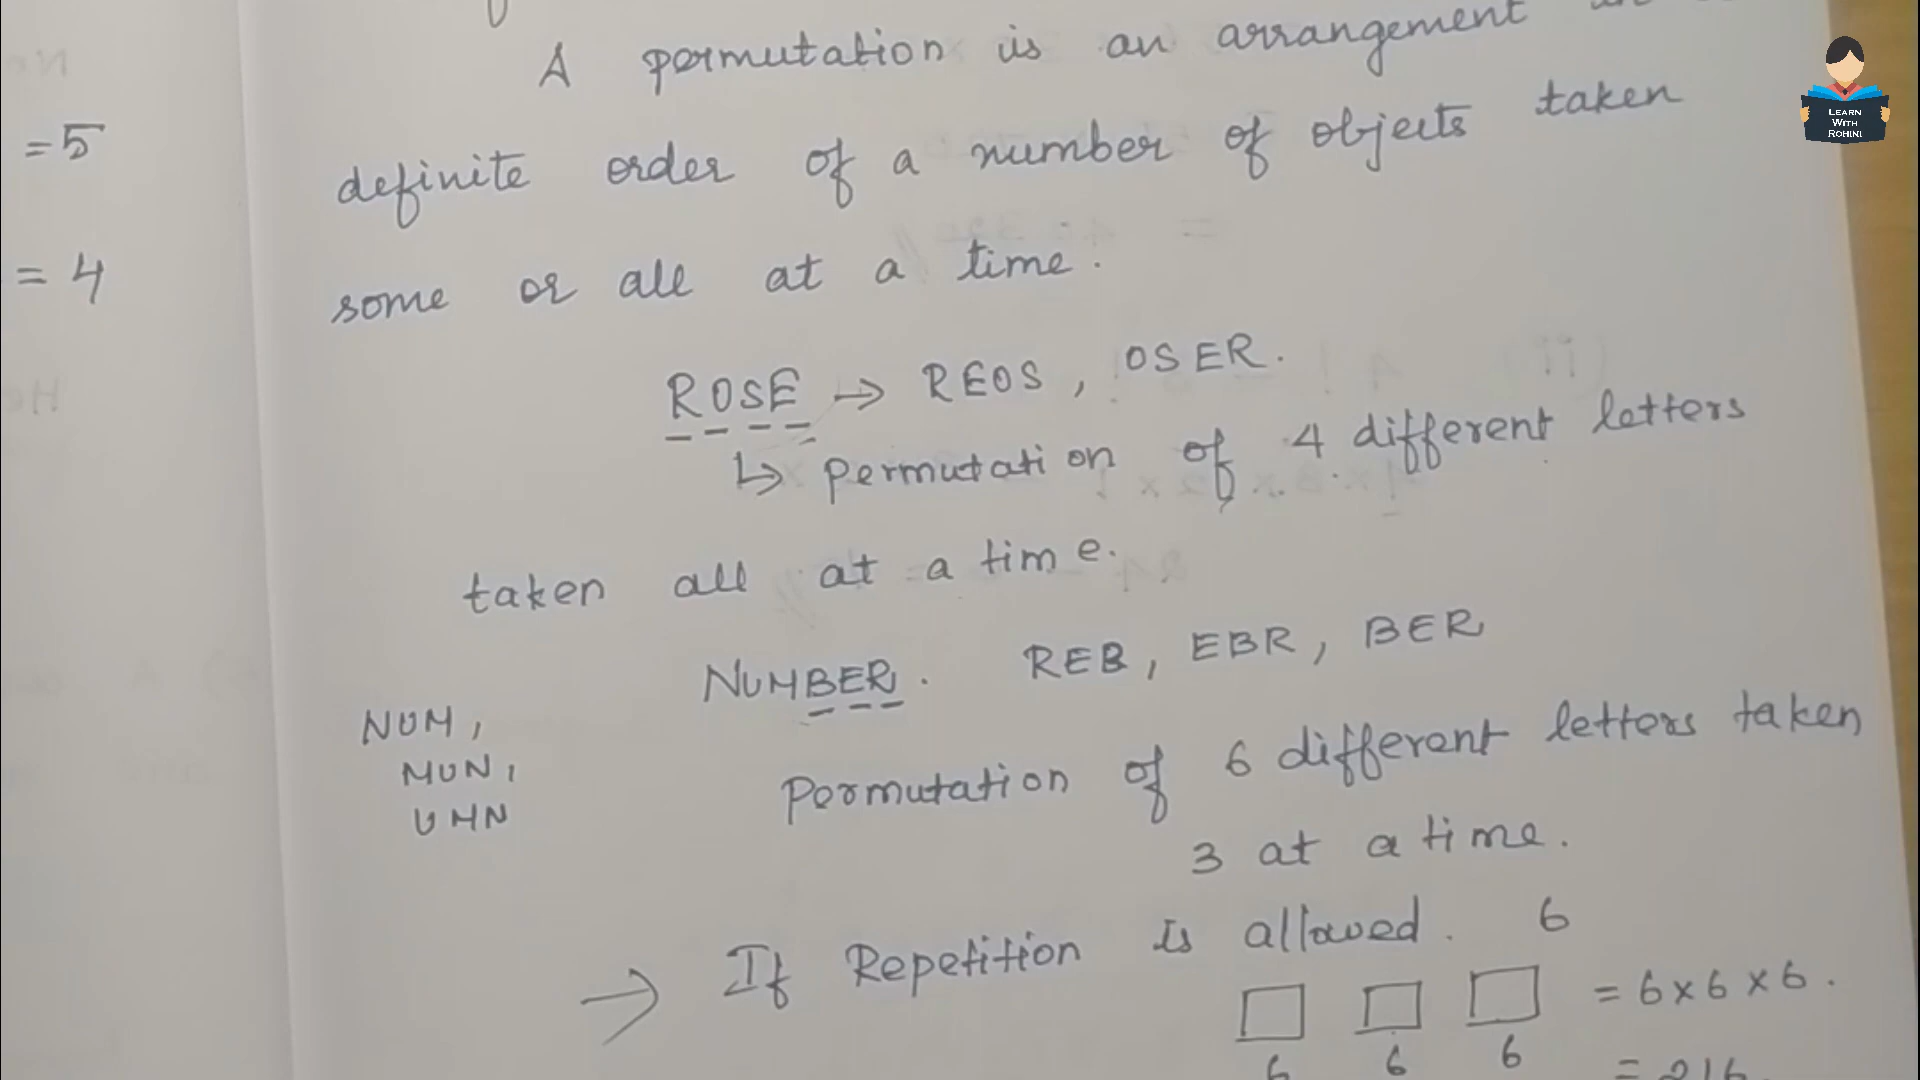 A permutation is an arrangement in
definite order of a number of objects taken
some or all at a time.
ROSE → REOS, OSER.
↳ Permutation of 4 different letters
taken all at a time.
NUMBER. REB, EBR, BER
NUM,
MUN,
UMN
Permutation of 6 different letters taken
3 at a time.
→ If Repetition is allowed. 6
□ □ □ = 6×6×6.
6 6 6
= 216
= 5
= 4
LEARN
WITH
ROHINI